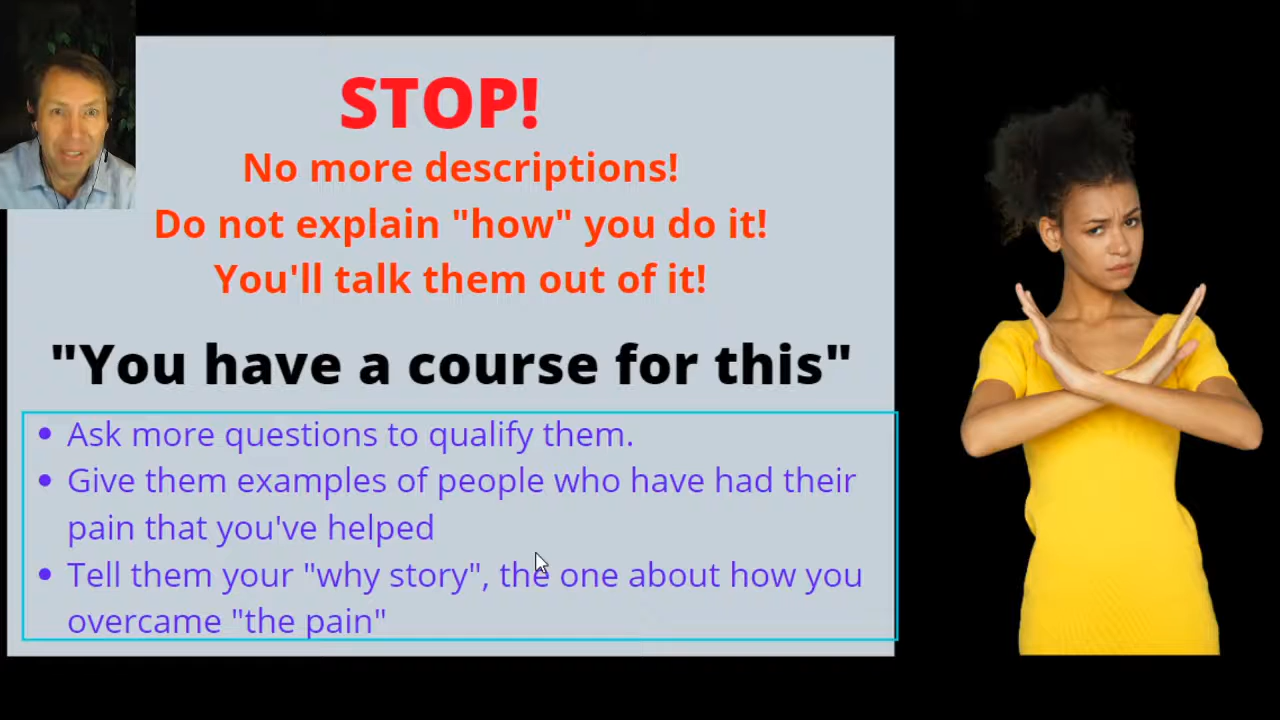 STOP!
No more descriptions!
Do not explain "how" you do it!
You'll talk them out of it!
"You have a course for this"
• Ask more questions to qualify them.
• Give them examples of people who have had their
pain that you've helped
• Tell them your "why story", the one about how you
overcame "the pain"